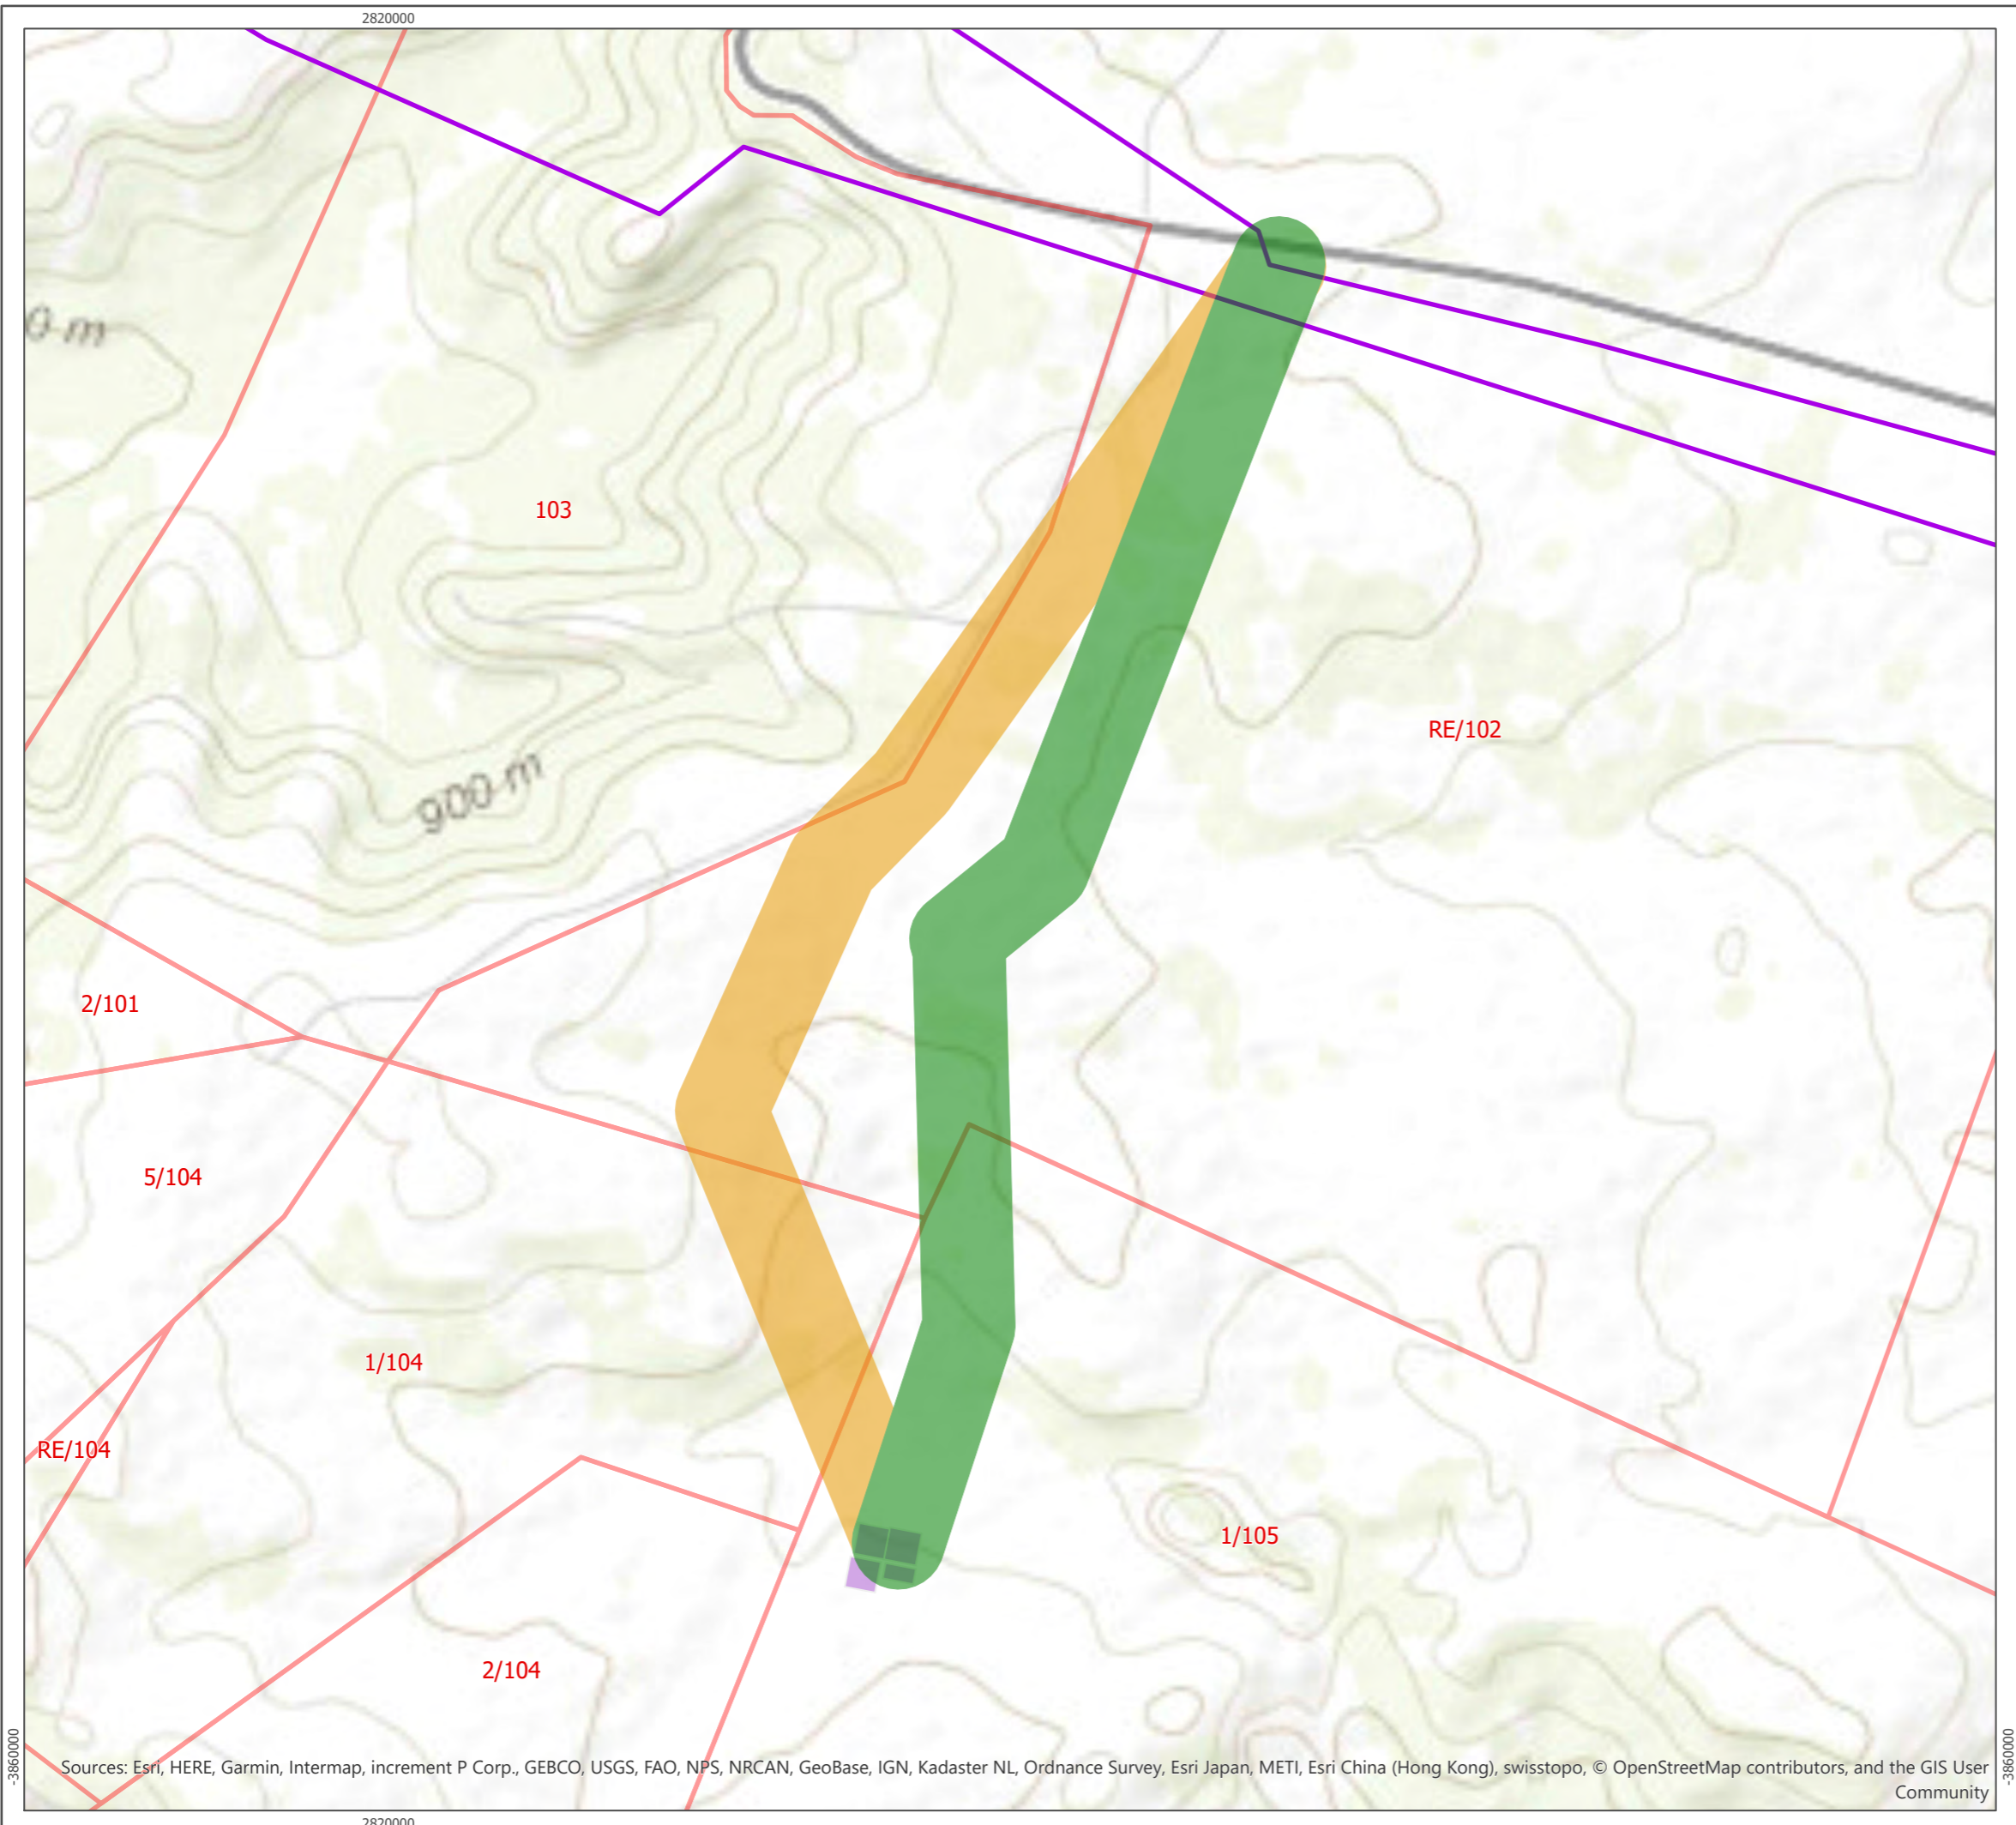 2820000
0 m
103
RE/102
900 m
2/101
5/104
1/104
RE/104
1/105
2/104
-3860000
-3860000
Sources: Esri, HERE, Garmin, Intermap, increment P Corp., GEBCO, USGS, FAO, NPS, NRCAN, GeoBase, IGN, Kadaster NL, Ordnance Survey, Esri Japan, METI, Esri China (Hong Kong), swisstopo, © OpenStreetMap contributors, and the GIS User
Community
2820000